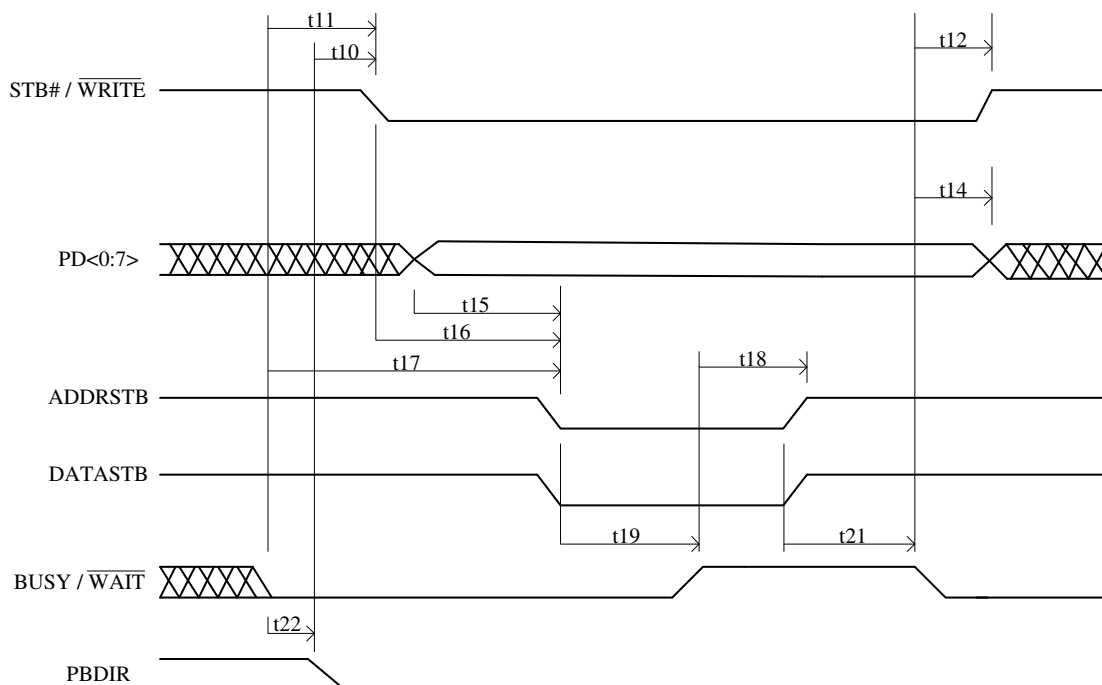 t11
t12
t10
STB# / WRITE
t14
PD<0:7>
t15
t16
t18
t17
ADDRSTB
DATASTB
t19
t21
BUSY / WAIT
t22
PBDIR